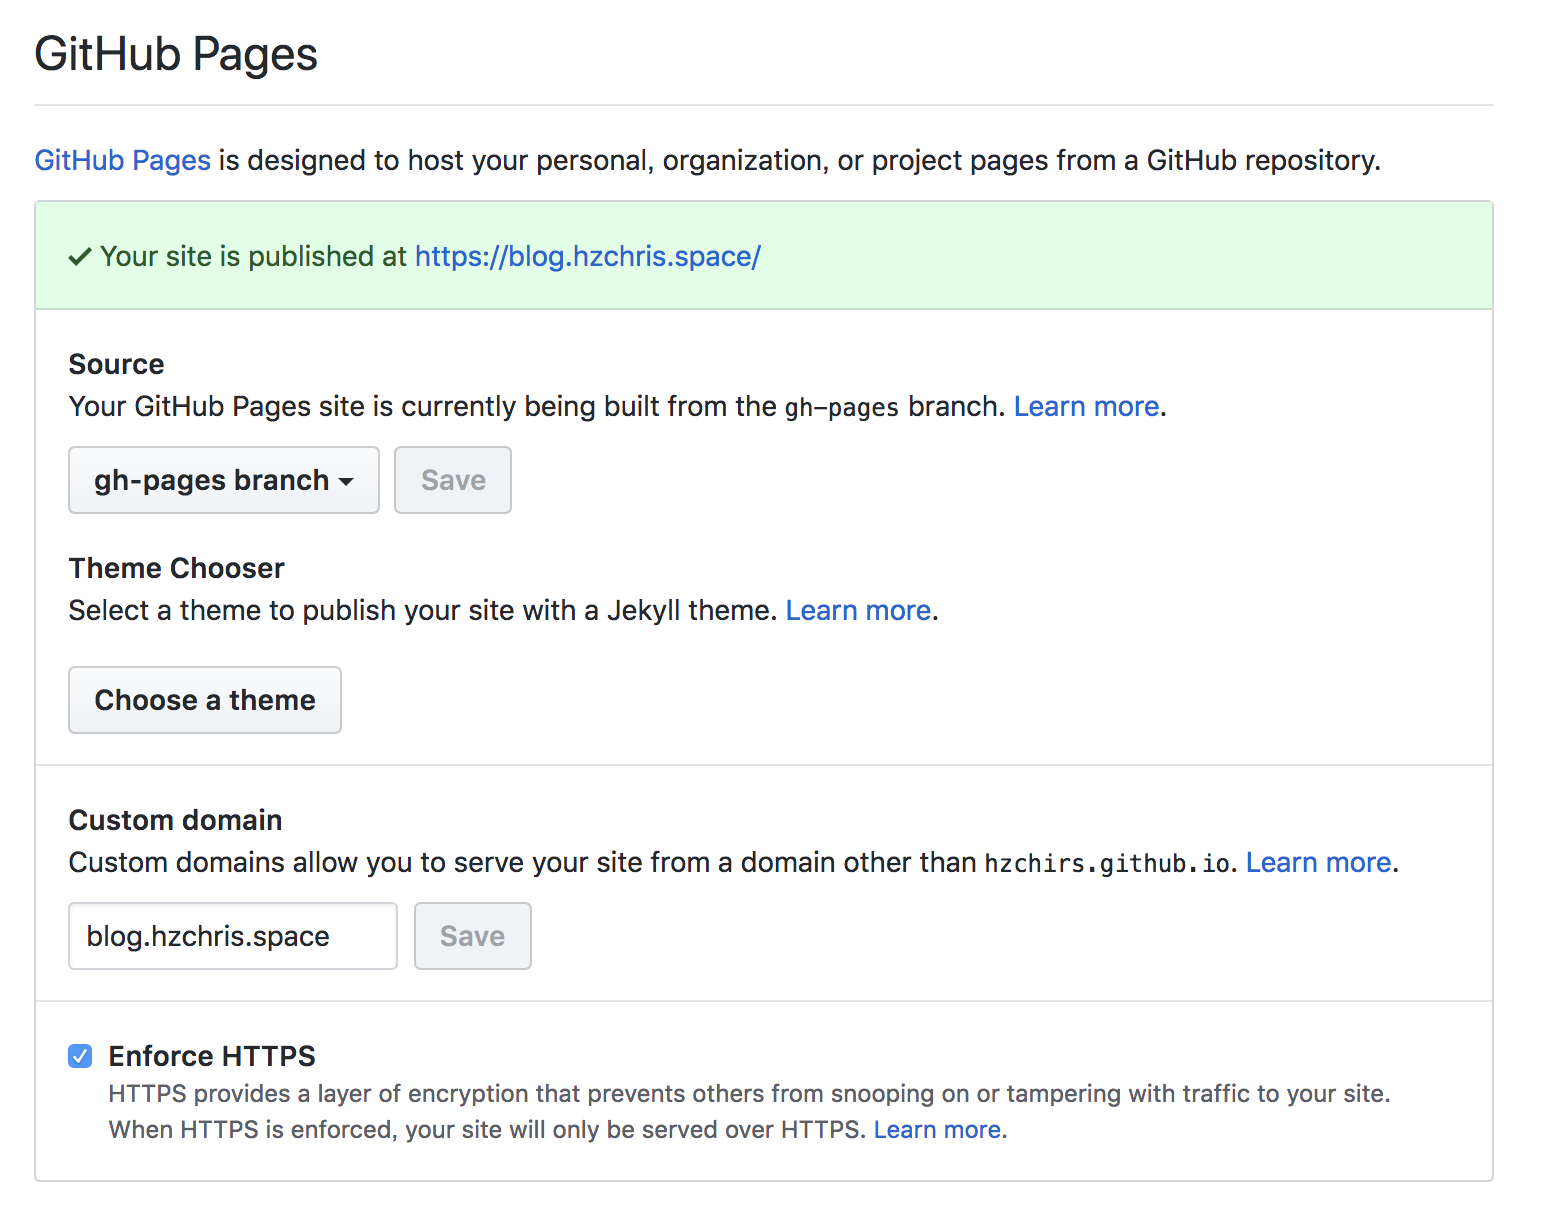 GitHub Pages
GitHub Pages is designed to host your personal, organization, or project pages from a GitHub repository.
Your site is published at https://blog.hzchris.space/
Source
Your GitHub Pages site is currently being built from the gh-pages branch. Learn more.
gh-pages branch Save
Theme Chooser
Select a theme to publish your site with a Jekyll theme. Learn more.
Choose a theme
Custom domain
Custom domains allow you to serve your site from a domain other than hzchirs.github.io. Learn more.
blog.hzchris.space Save
Enforce HTTPS
HTTPS provides a layer of encryption that prevents others from snooping on or tampering with traffic to your site.
When HTTPS is enforced, your site will only be served over HTTPS. Learn more.